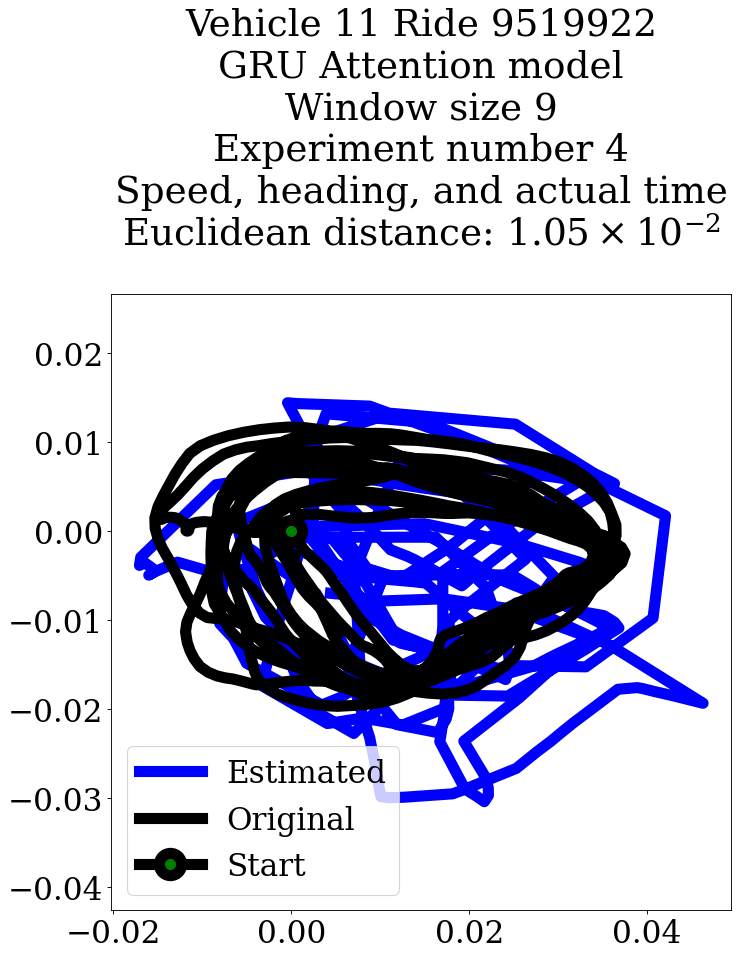 Vehicle 11 Ride 9519922
GRU Attention model
Window size 9
Experiment number 4
Speed, heading, and actual time
Euclidean distance: 1.05 × 10⁻²
0.02
0.01
0.00
−0.01
−0.02
−0.03
−0.04
Estimated
Original
Start
−0.02 0.00 0.02 0.04